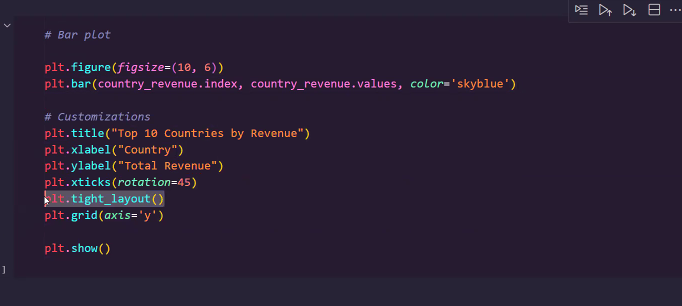 # Bar plot
plt.figure(figsize=(10, 6))
plt.bar(country_revenue.index, country_revenue.values, color='skyblue')
# Customizations
plt.title("Top 10 Countries by Revenue")
plt.xlabel("Country")
plt.ylabel("Total Revenue")
plt.xticks(rotation=45)
plt.tight_layout()
plt.grid(axis='y')
plt.show()
]